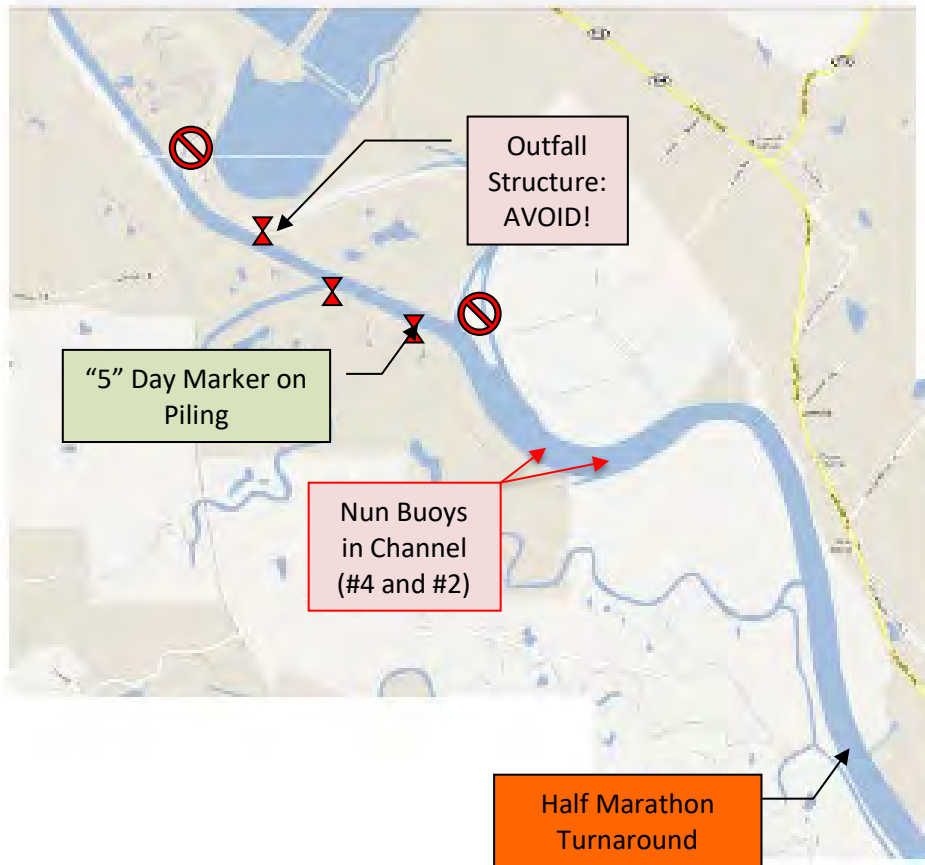 Outfall
Structure:
AVOID!
“5” Day Marker on
Piling
Nun Buoys
in Channel
(#4 and #2)
Half Marathon
Turnaround